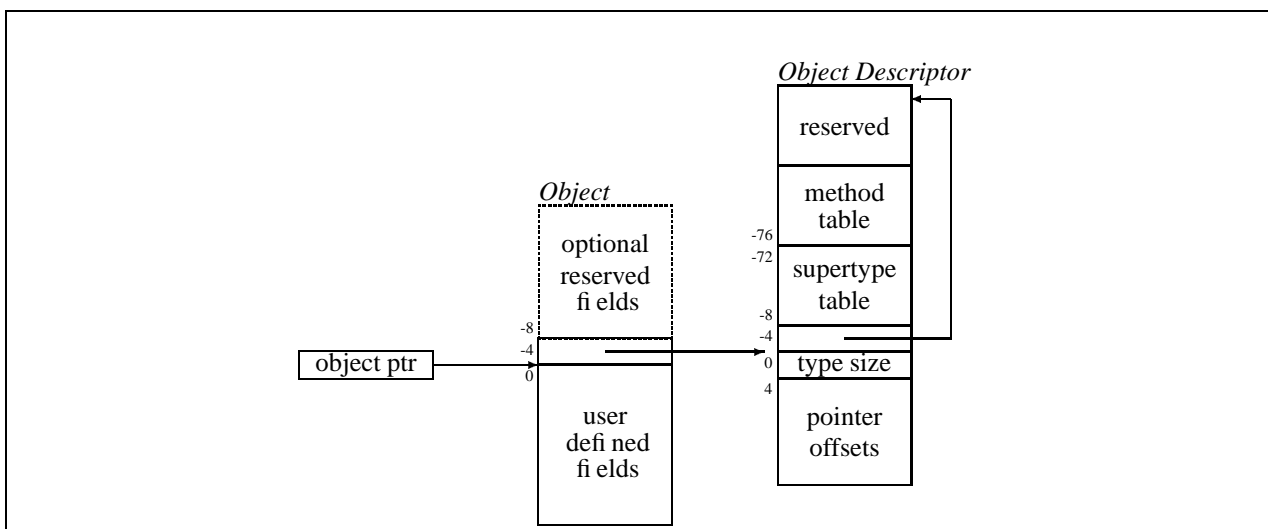 Object Descriptor
reserved
method
table
-76
-72
supertype
table
-8
-4
0
type size
4
pointer
offsets
Object
optional
reserved
fi elds
-8
-4
0
object ptr
user
defi ned
fi elds